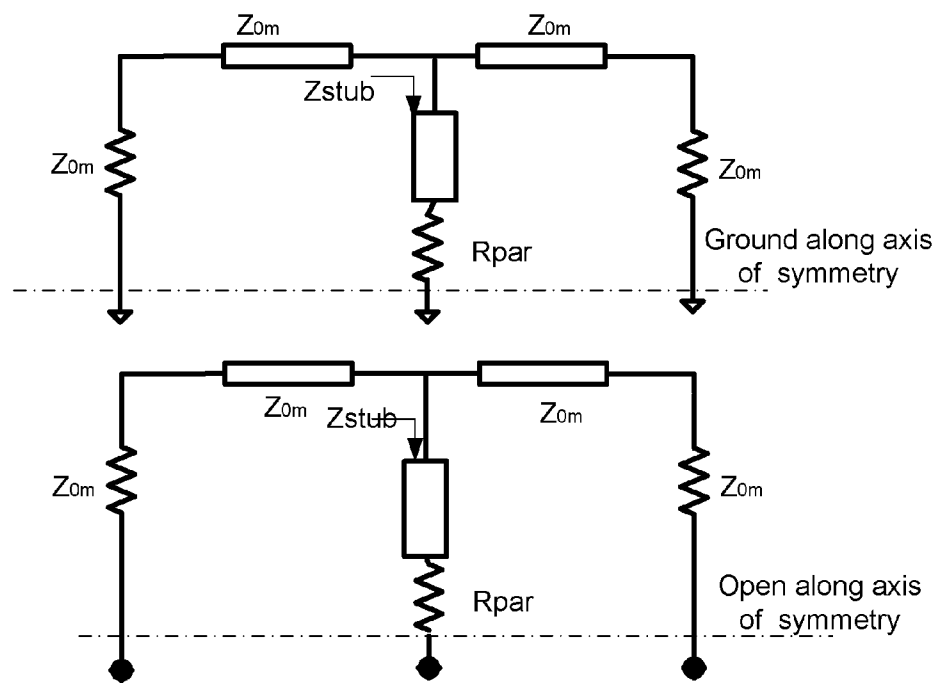 Z0m
Z0m
Zstub
Z0m
Z0m
Rpar
Ground along axis
of symmetry
Z0m
Z0m
Zstub
Z0m
Z0m
Rpar
Open along axis
of symmetry